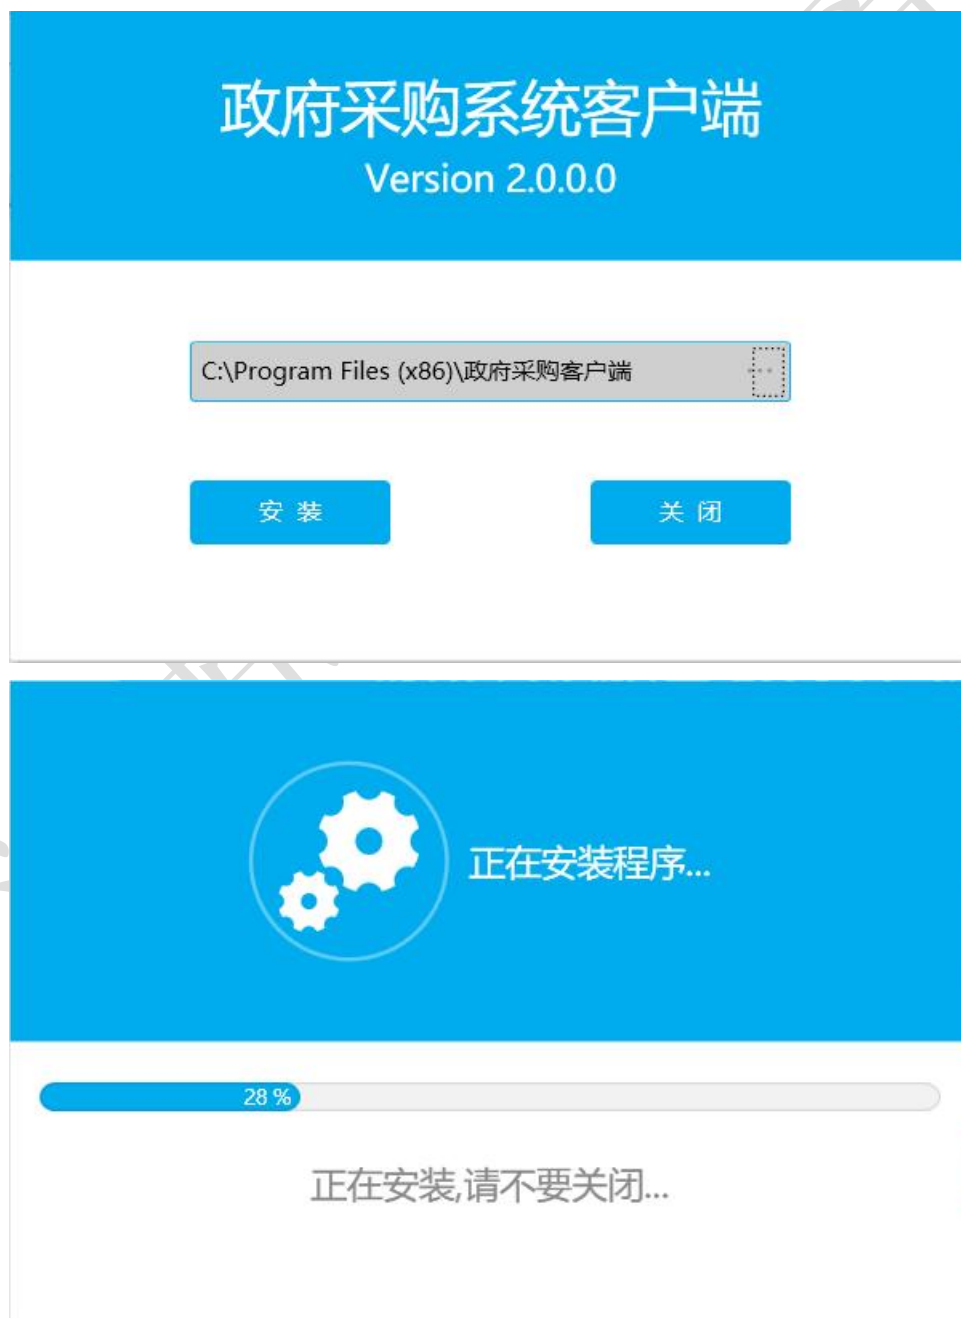 政府采购系统客户端
Version 2.0.0.0
C:\Program Files (x86)\政府采购客户端 ...
安 装 关 闭
正在安装程序...
28 %
正在安装,请不要关闭...